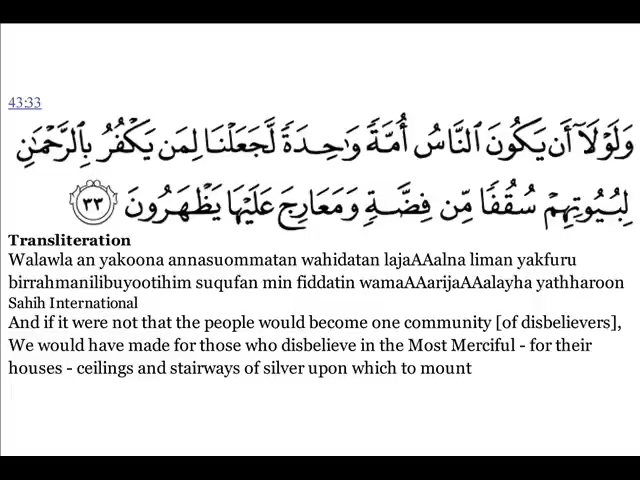 43:33
وَلَوْلَآ أَن يَكُونَ ٱلنَّاسُ أُمَّةً وَٰحِدَةً لَّجَعَلْنَا لِمَن يَكْفُرُ بِٱلرَّحْمَٰنِ
لِبُيُوتِهِمْ سُقُفًا مِّن فِضَّةٍ وَمَعَارِجَ عَلَيْهَا يَظْهَرُونَ ٣٣
Transliteration
Walawla an yakoona annasuommatan wahidatan lajaAAalna liman yakfuru
birrahmanilibuyootihim suqufan min fiddatin wamaAAarijaAAalayha yathharoon
Sahih International
And if it were not that the people would become one community [of disbelievers],
We would have made for those who disbelieve in the Most Merciful - for their
houses - ceilings and stairways of silver upon which to mount